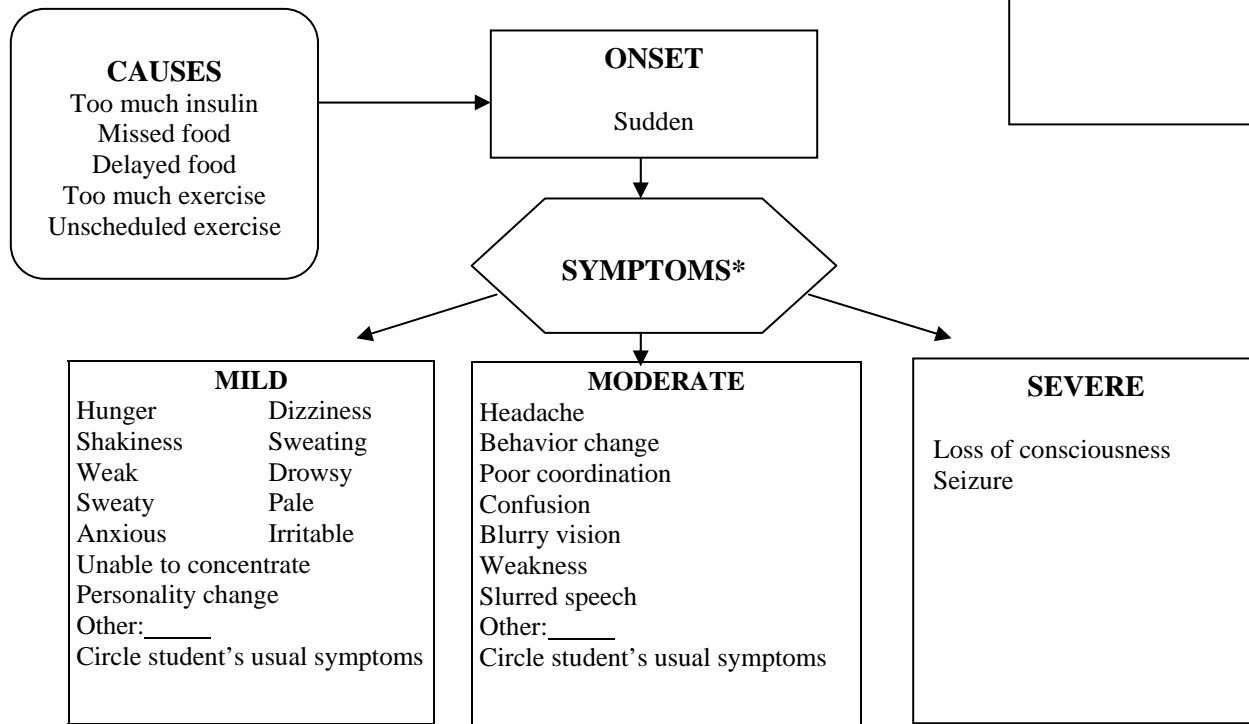 CAUSES
Too much insulin
Missed food
Delayed food
Too much exercise
Unscheduled exercise
ONSET
Sudden
SYMPTOMS*
MILD
Hunger Dizziness
Shakiness Sweating
Weak Drowsy
Sweaty Pale
Anxious Irritable
Unable to concentrate
Personality change
Other:_____
Circle student’s usual symptoms
MODERATE
Headache
Behavior change
Poor coordination
Confusion
Blurry vision
Weakness
Slurred speech
Other:_____
Circle student’s usual symptoms
SEVERE
Loss of consciousness
Seizure